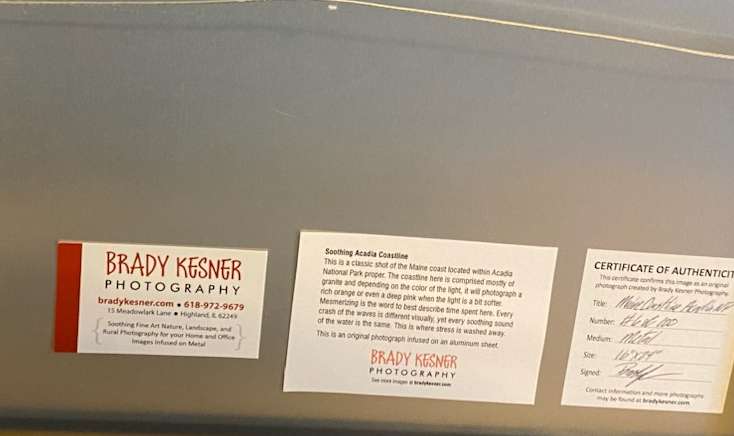 BRADY KESNER
PHOTOGRAPHY
bradykesner.com • 618-972-9679
15 Meadowlark Lane • Highland, IL 62249
Soothing Fine Art Nature, Landscape, and
Rural Photography for your Home and Office
Images Infused on Metal
Soothing Acadia Coastline
This is a classic shot of the Maine coast located within Acadia
National Park proper. The coastline here is comprised mostly of
granite and depending on the color of the light, it will photograph a
rich orange or even a deep pink when the light is a bit softer.
Mesmerizing is the word to best describe time spent here. Every
crash of the waves is different visually, yet every soothing sound
of the water is the same. This is where stress is washed away.
This is an original photograph infused on an aluminum sheet.
BRADY KESNER
PHOTOGRAPHY
See more images at bradykesner.com
CERTIFICATE OF AUTHENTICIT
This certificate confirms this image as an original
photograph created by Brady Kesner Photography.
Title:
Number:
Medium: Metal
Size: 16"x24"
Signed:
Contact information and more photographs
may be found at bradykesner.com